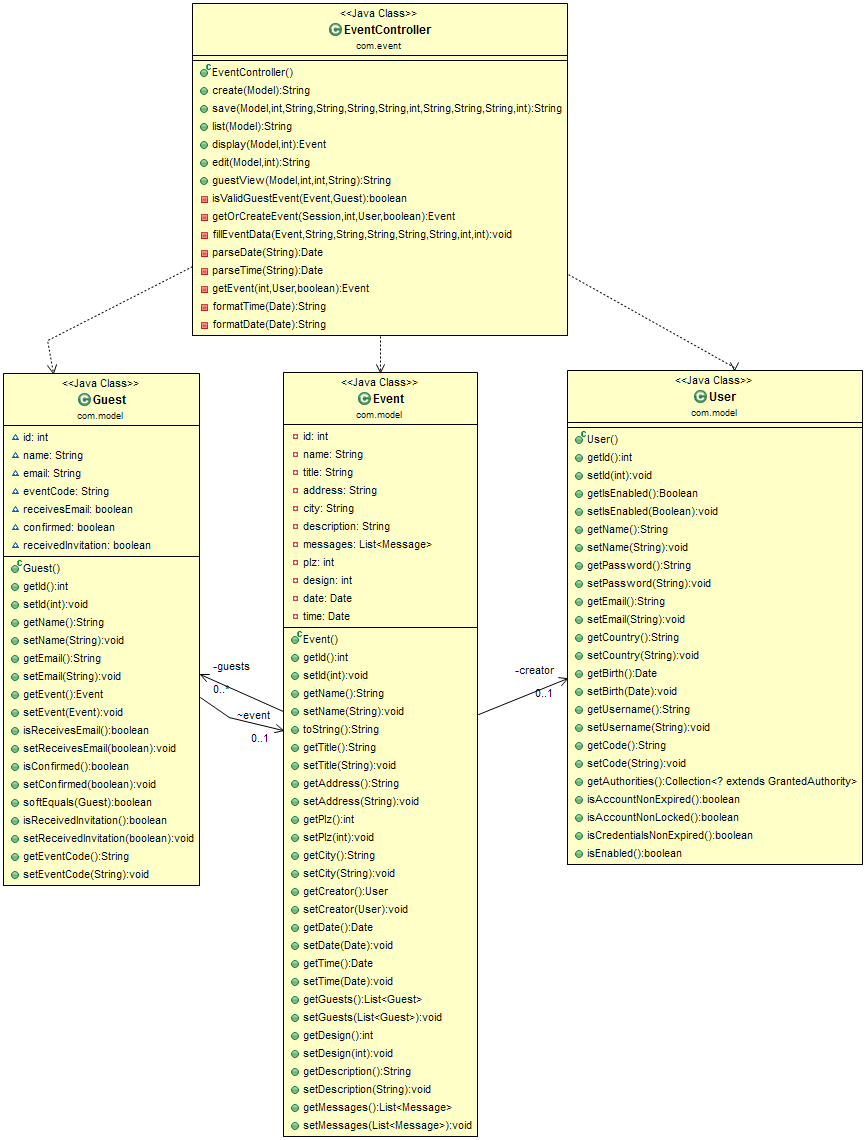 <<Java Class>>
EventController
com.event
EventController()
create(Model):String
save(Model,int,String,String,String,String,int,String,String,String,int):String
list(Model):String
display(Model,int):Event
edit(Model,int):String
guestView(Model,int,int,String):String
isValidGuestEvent(Event,Guest):boolean
getOrCreateEvent(Session,int,User,boolean):Event
fillEventData(Event,String,String,String,String,String,int,int):void
parseDate(String):Date
parseTime(String):Date
getEvent(int,User,boolean):Event
formatTime(Date):String
formatDate(Date):String
<<Java Class>>
Guest
com.model
id: int
name: String
email: String
eventCode: String
receivesEmail: boolean
confirmed: boolean
receivedInvitation: boolean
Guest()
getId():int
setId(int):void
getName():String
setName(String):void
getEmail():String
setEmail(String):void
getEvent():Event
setEvent(Event):void
isReceivesEmail():boolean
setReceivesEmail(boolean):void
isConfirmed():boolean
setConfirmed(boolean):void
softEquals(Guest):boolean
isReceivedInvitation():boolean
setReceivedInvitation(boolean):void
getEventCode():String
setEventCode(String):void
-guests
0..*
~event
0..1
<<Java Class>>
Event
com.model
id: int
name: String
title: String
address: String
city: String
description: String
messages: List<Message>
plz: int
design: int
date: Date
time: Date
Event()
getId():int
setId(int):void
getName():String
setName(String):void
toString():String
getTitle():String
setTitle(String):void
getAddress():String
setAddress(String):void
getPlz():int
setPlz(int):void
getCity():String
setCity(String):void
getCreator():User
setCreator(User):void
getDate():Date
setDate(Date):void
getTime():Date
setTime(Date):void
getGuests():List<Guest>
setGuests(List<Guest>):void
getDesign():int
setDesign(int):void
getDescription():String
setDescription(String):void
getMessages():List<Message>
setMessages(List<Message>):void
-creator
0..1
<<Java Class>>
User
com.model
User()
getId():int
setId(int):void
getIsEnabled():Boolean
setIsEnabled(Boolean):void
getName():String
setName(String):void
getPassword():String
setPassword(String):void
getEmail():String
setEmail(String):void
getCountry():String
setCountry(String):void
getBirth():Date
setBirth(Date):void
getUsername():String
setUsername(String):void
getCode():String
setCode(String):void
getAuthorities():Collection<? extends GrantedAuthority>
isAccountNonExpired():boolean
isAccountNonLocked():boolean
isCredentialsNonExpired():boolean
isEnabled():boolean